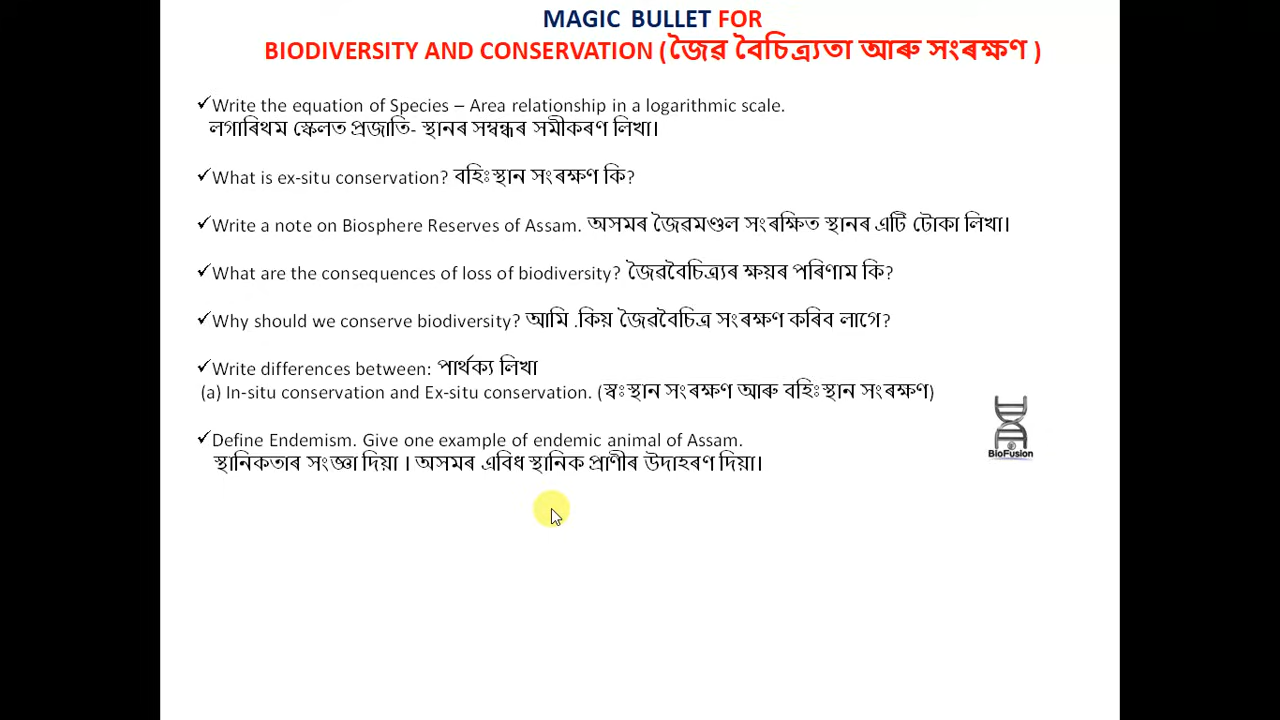 MAGIC BULLET FOR
BIODIVERSITY AND CONSERVATION ( জৈৱ বৈচিত্ৰ্যতা আৰু সংৰক্ষণ )
✓Write the equation of Species – Area relationship in a logarithmic scale.
লগাৰিথম স্কেলত প্ৰজাতি- স্থানৰ সম্বন্ধৰ সমীকৰণ লিখা।
✓What is ex-situ conservation? বহিঃস্থান সংৰক্ষণ কি?
✓Write a note on Biosphere Reserves of Assam. অসমৰ জৈৱমণ্ডল সংৰক্ষিত স্থানৰ এটি টোকা লিখা।
✓What are the consequences of loss of biodiversity? জৈৱবৈচিত্ৰ্যৰ ক্ষয়ৰ পৰিণাম কি?
✓Why should we conserve biodiversity? আমি .কিয় জৈৱবৈচিত্ৰ সংৰক্ষণ কৰিব লাগে?
✓Write differences between: পাৰ্থক্য লিখা
(a) In-situ conservation and Ex-situ conservation. (স্বঃস্থান সংৰক্ষণ আৰু বহিঃস্থান সংৰক্ষণ)
✓Define Endemism. Give one example of endemic animal of Assam.
স্থানিকতাৰ সংজ্ঞা দিয়া । অসমৰ এবিধ স্থানিক প্ৰাণীৰ উদাহৰণ দিয়া।
BioFusion